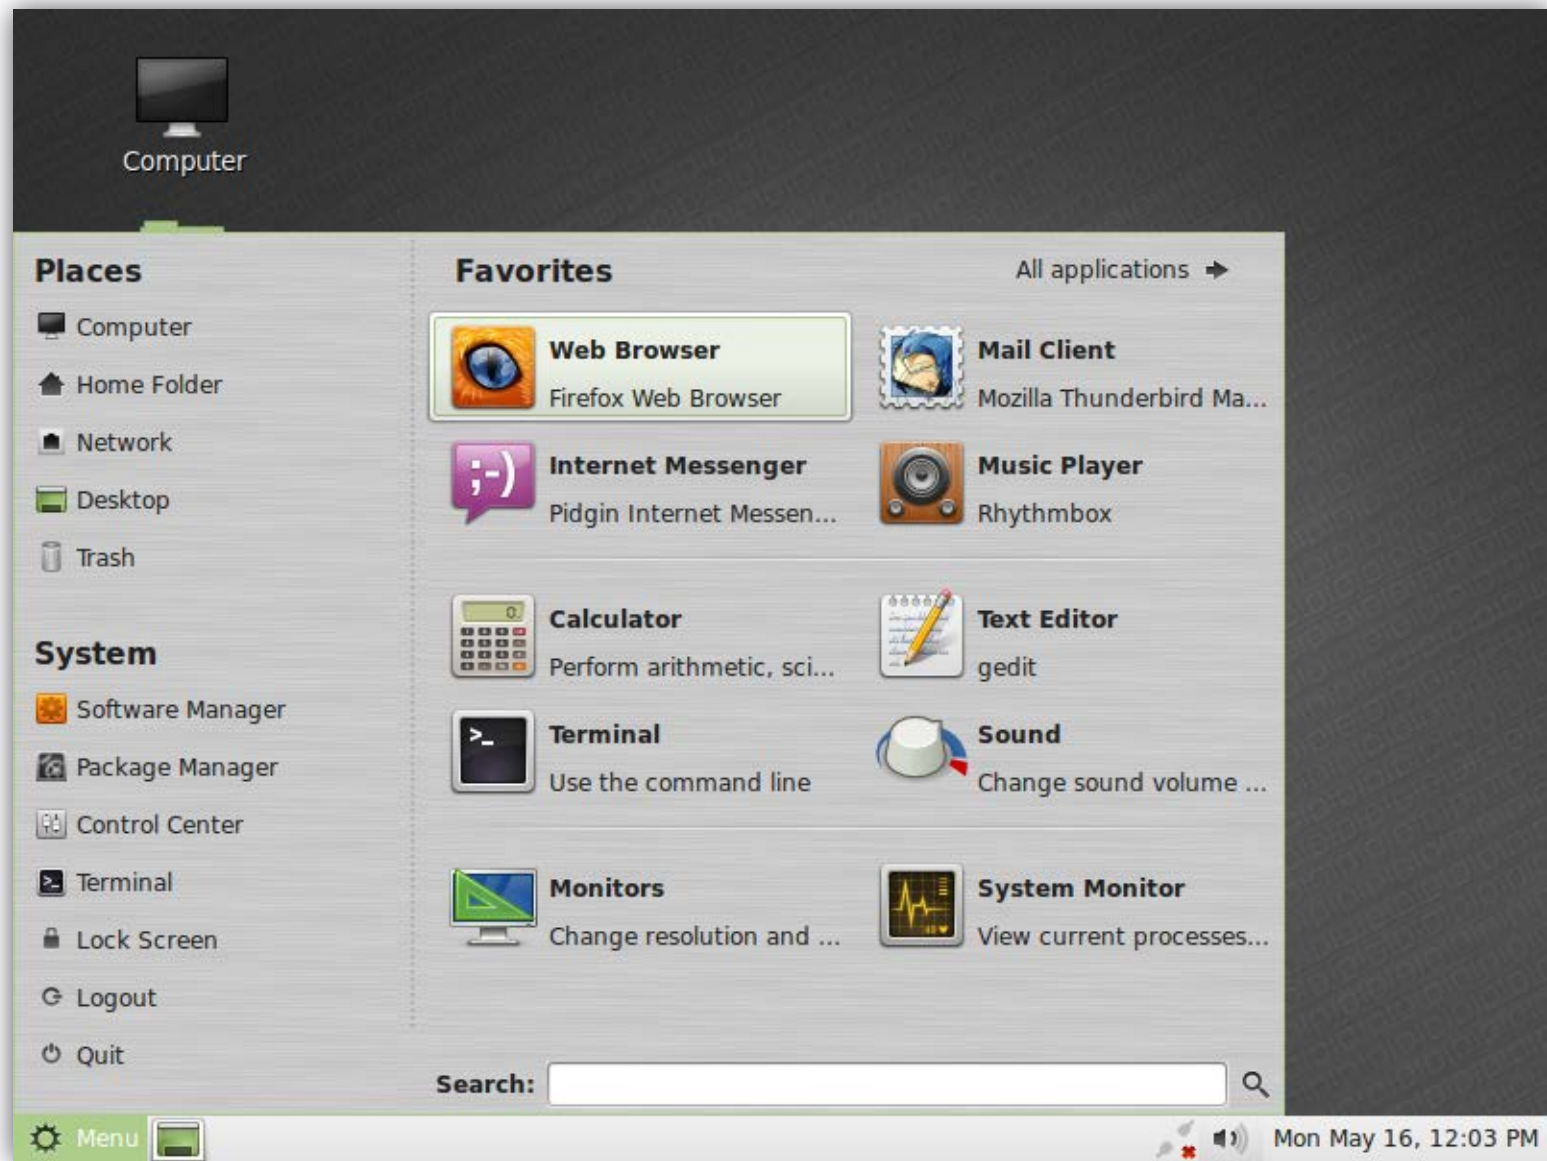 Computer
Places
Computer
Home Folder
Network
Desktop
Trash
System
Software Manager
Package Manager
Control Center
Terminal
Lock Screen
Logout
Quit
Favorites
All applications
Web Browser
Firefox Web Browser
Mail Client
Mozilla Thunderbird Ma...
;-)
Internet Messenger
Pidgin Internet Messen...
Music Player
Rhythmbox
0.
Calculator
Perform arithmetic, sci...
Text Editor
gedit
>_
Terminal
Use the command line
Sound
Change sound volume ...
Monitors
Change resolution and ...
System Monitor
View current processes...
Search:
Menu
Mon May 16, 12:03 PM